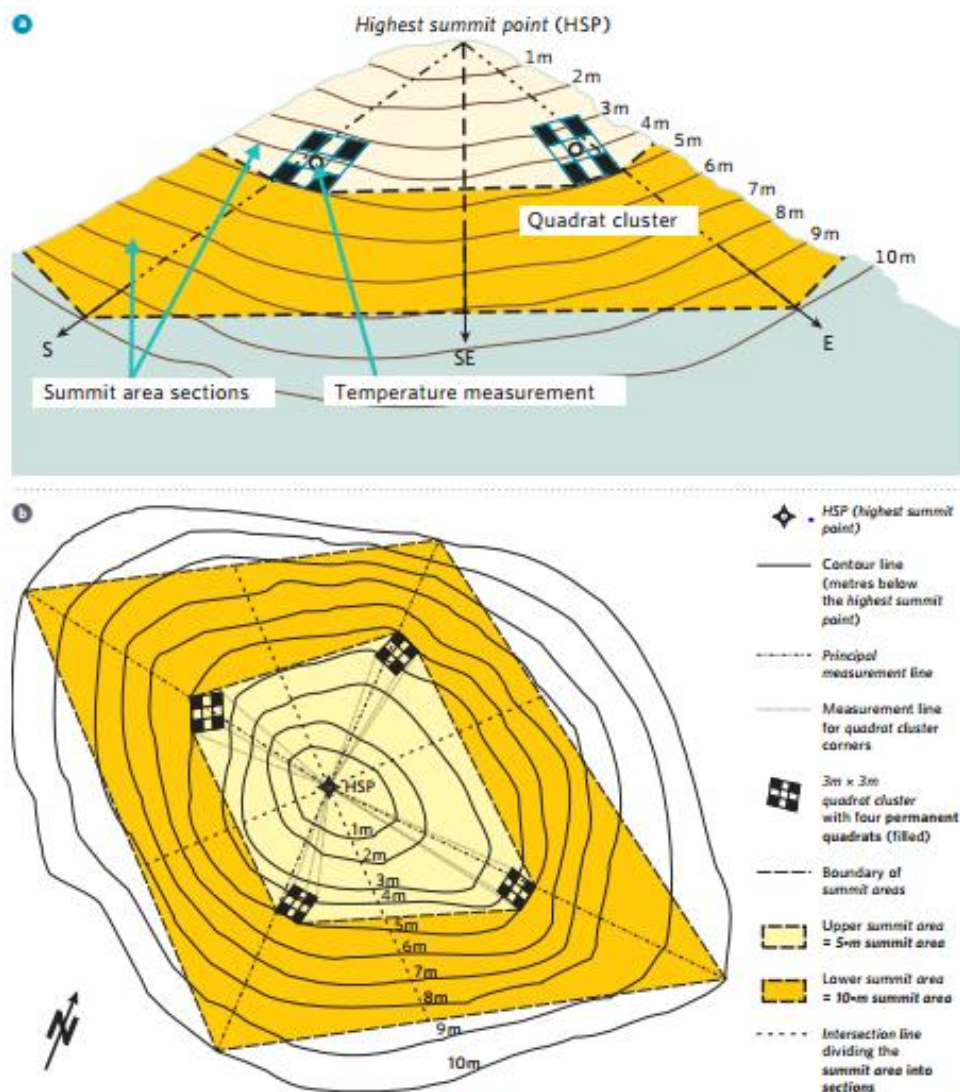 a
Highest summit point (HSP)
1m
2m
3m
4m
5m
6m
7m
8m
9m
10m
Quadrat cluster
S
SE
E
Summit area sections
Temperature measurement
b
HSP
1m
2m
3m
4m
5m
6m
7m
8m
9m
10m
N
HSP (highest summit
point)
Contour line
(metres below
the highest summit
point)
Principal
measurement line
Measurement line
for quadrat cluster
corners
3m × 3m
quadrat cluster
with four permanent
quadrats (filled)
Boundary of
summit areas
Upper summit area
= 5-m summit area
Lower summit area
= 10-m summit area
Intersection line
dividing the
summit area into
sections